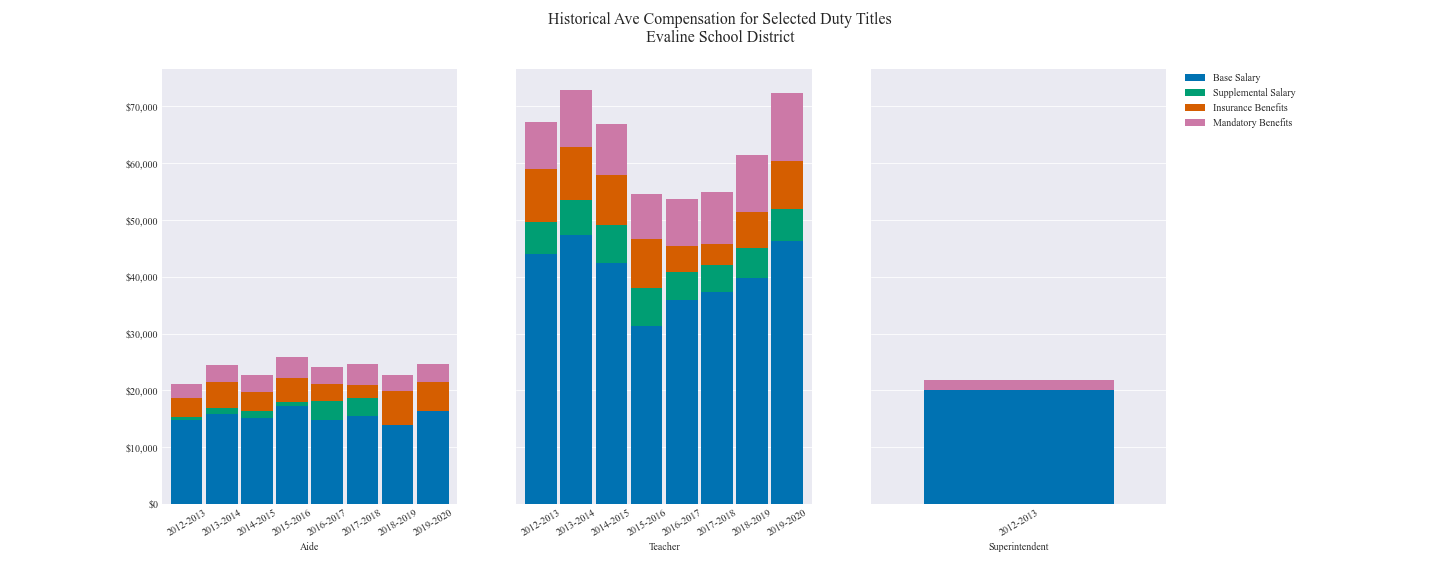 Historical Ave Compensation for Selected Duty Titles
Evaline School District
Base Salary
Supplemental Salary
Insurance Benefits
Mandatory Benefits
$70,000
$60,000
$50,000
$40,000
$30,000
$20,000
$10,000
$0
2012-2013 2013-2014 2014-2015 2015-2016 2016-2017 2017-2018 2018-2019 2019-2020
Aide
2012-2013 2013-2014 2014-2015 2015-2016 2016-2017 2017-2018 2018-2019 2019-2020
Teacher
2012-2013
Superintendent